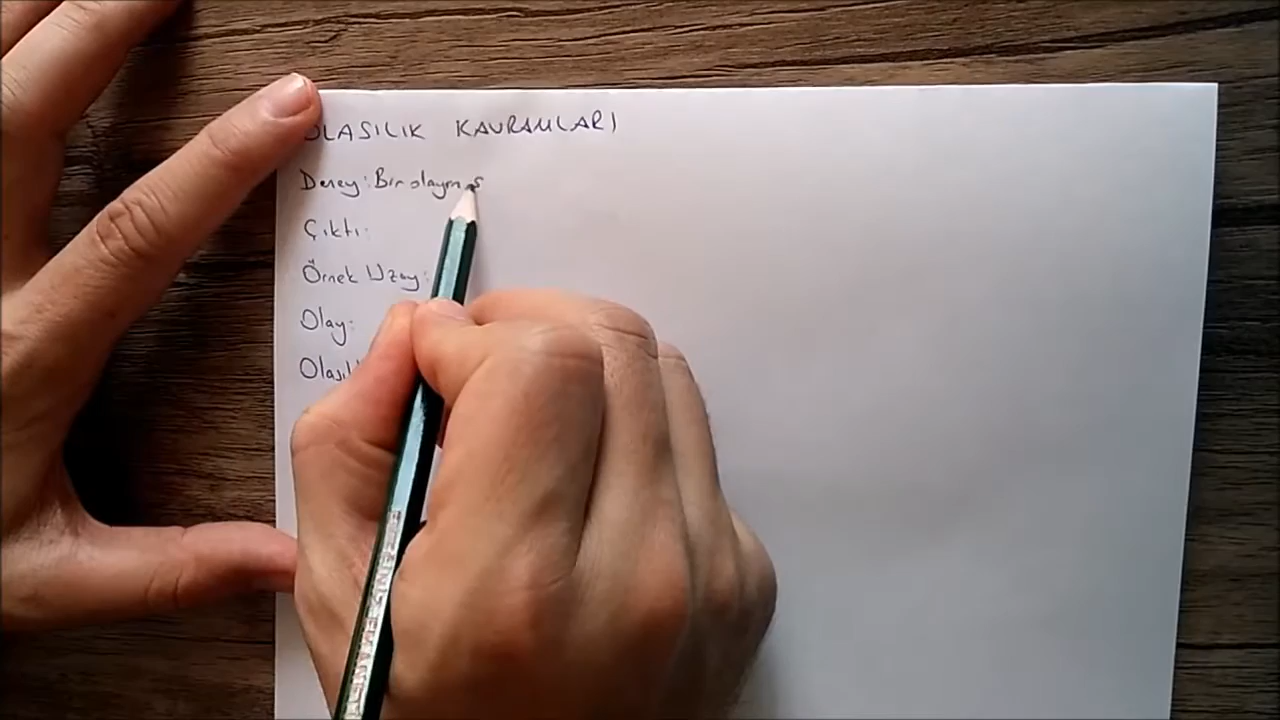 OLASILIK KAVRAMLARI
Deney: Bir olayın
Çıktı:
Örnek Uzay:
Olay: